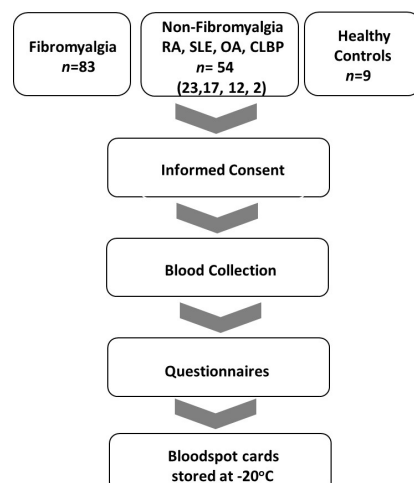 Fibromyalgia
n=83
Non-Fibromyalgia
RA, SLE, OA, CLBP
n= 54
(23,17, 12, 2)
Healthy
Controls
n=9
Informed Consent
Blood Collection
Questionnaires
Bloodspot cards
stored at -20°C